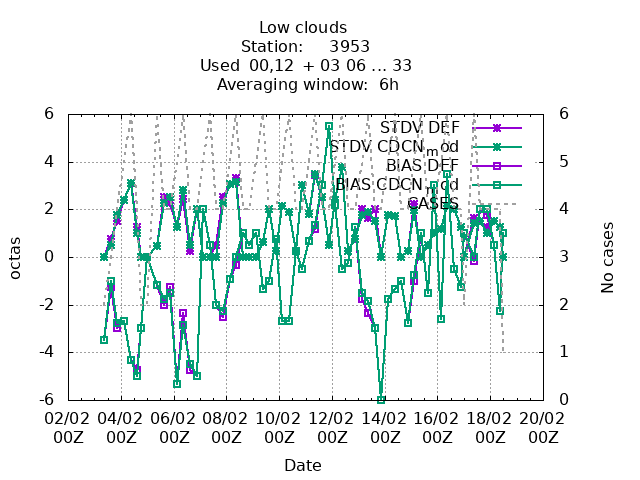 Low clouds
Station: 3953
Used 00,12 + 03 06 ... 33
Averaging window: 6h
6 6
STDV DEF
STDV CDCN_mod
4 5
BIAS DEF
BIAS CDCN_mod
2 4
CASES
octas
0 3
No cases
-2 2
-4 1
-6 0
02/02 04/02 06/02 08/02 10/02 12/02 14/02 16/02 18/02 20/02
00Z 00Z 00Z 00Z 00Z 00Z 00Z 00Z 00Z 00Z
Date